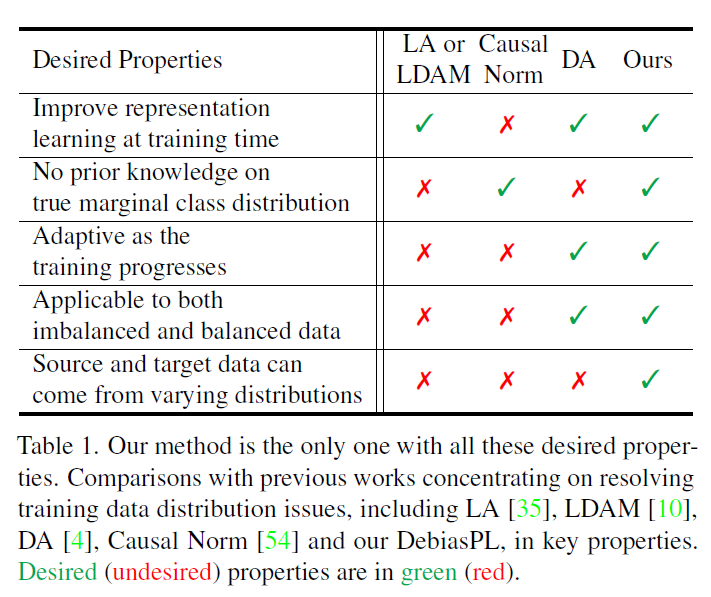 Desired Properties LA or Causal DA Ours
LDAM Norm
Improve representation
learning at training time ✓ ✗ ✓ ✓
No prior knowledge on
true marginal class distribution ✗ ✓ ✗ ✓
Adaptive as the
training progresses ✗ ✗ ✓ ✓
Applicable to both
imbalanced and balanced data ✗ ✗ ✓ ✓
Source and target data can
come from varying distributions ✗ ✗ ✗ ✓
Table 1. Our method is the only one with all these desired proper-
ties. Comparisons with previous works concentrating on resolving
training data distribution issues, including LA [35], LDAM [10],
DA [4], Causal Norm [54] and our DebiasPL, in key properties.
Desired (undesired) properties are in green (red).